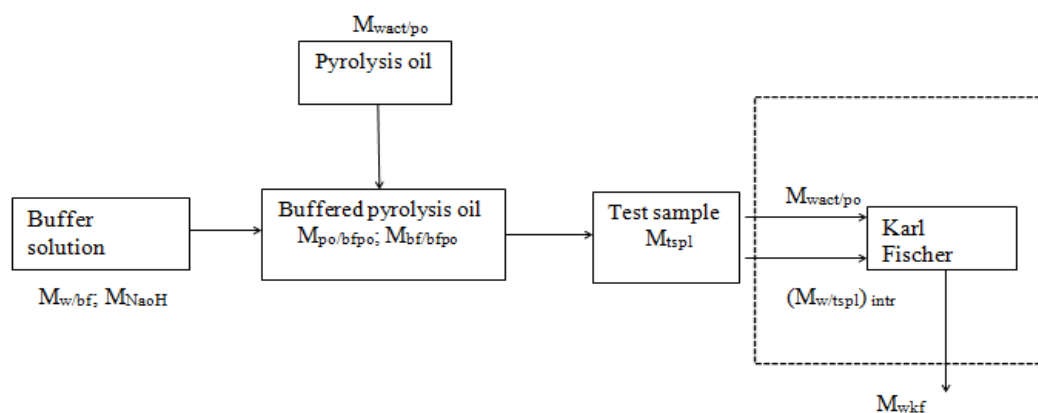 Mwact/po
Pyrolysis oil
Buffer
solution
Mw/bf; MNaoH
Buffered pyrolysis oil
Mpo/bfpo; Mbf/bfpo
Test sample
Mtspl
Mwact/po
Karl
Fischer
(Mw/tspl) intr
Mwkf